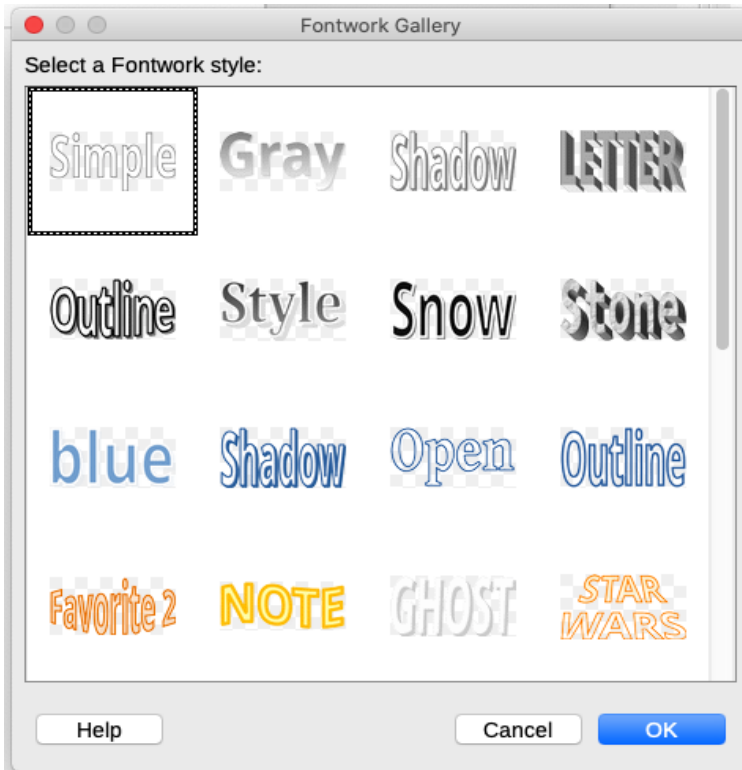 Fontwork Gallery
Select a Fontwork style:
Simple Gray Shadow LETTER
Outline Style Snow Stone
blue Shadow Open Outline
Favorite 2 NOTE GHOST STAR WARS
Help Cancel OK